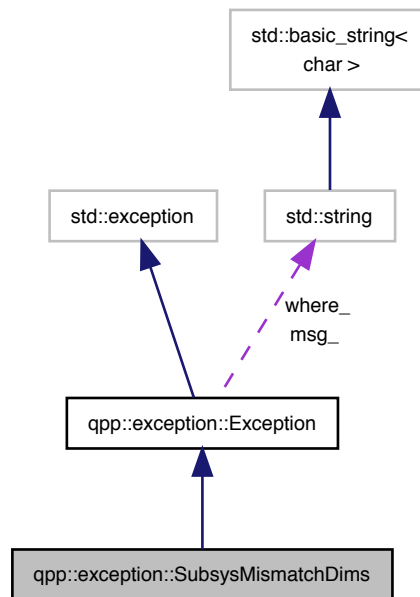 std::basic_string<
char >
std::exception
std::string
where_
msg_
qpp::exception::Exception
qpp::exception::SubsysMismatchDims